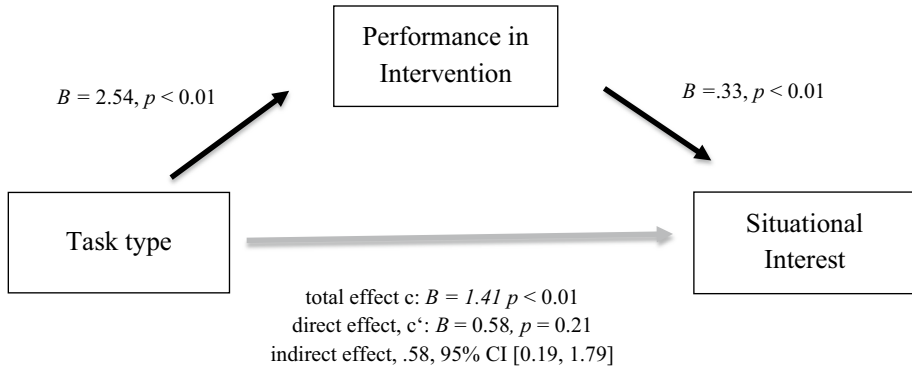 Performance in
Intervention
B = 2.54, p < 0.01
B =.33, p < 0.01
Task type
Situational
Interest
total effect c: B = 1.41 p < 0.01
direct effect, c‘: B = 0.58, p = 0.21
indirect effect, .58, 95% CI [0.19, 1.79]